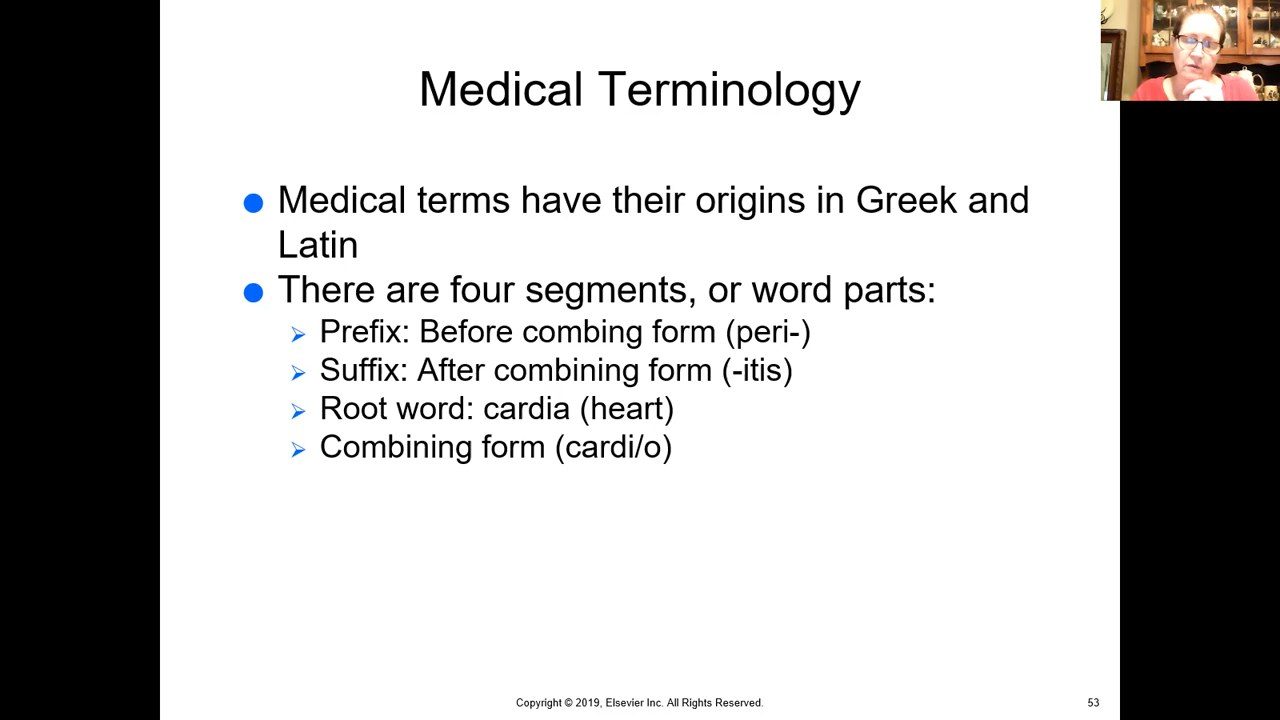 Medical Terminology
Medical terms have their origins in Greek and
Latin
There are four segments, or word parts:
Prefix: Before combing form (peri-)
Suffix: After combining form (-itis)
Root word: cardia (heart)
Combining form (cardi/o)
Copyright © 2019, Elsevier Inc. All Rights Reserved.
53